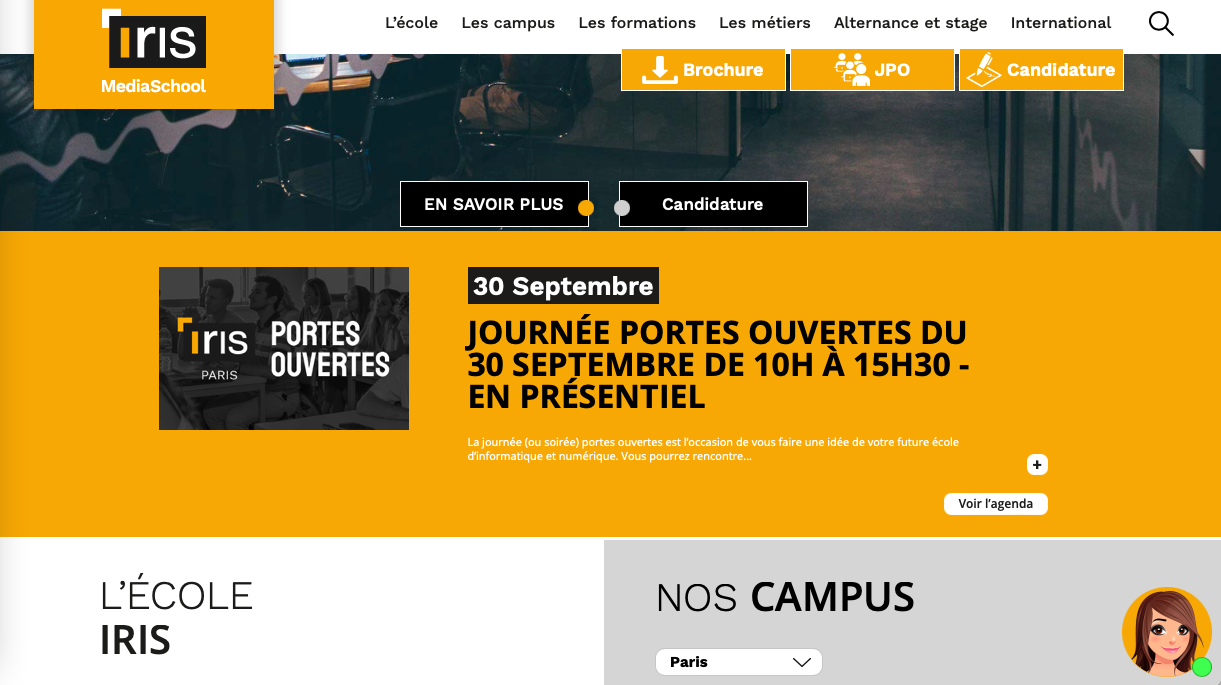 iris
MediaSchool
L'école Les campus Les formations Les métiers Alternance et stage International
Brochure JPO Candidature
EN SAVOIR PLUS Candidature
iris PORTES
OUVERTES
PARIS
30 Septembre
JOURNÉE PORTES OUVERTES DU
30 SEPTEMBRE DE 10H À 15H30 -
EN PRÉSENTIEL
La journée (ou soirée) portes ouvertes est l'occasion de vous faire une idée de votre future école
d'informatique et numérique. Vous pourrez rencontre...
+
Voir l'agenda
L'ÉCOLE
IRIS
NOS CAMPUS
Paris